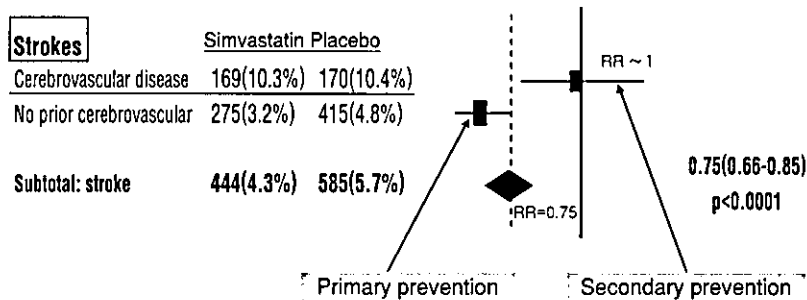 Strokes Simvastatin Placebo
RR ~ 1
Cerebrovascular disease 169(10.3%) 170(10.4%)
No prior cerebrovascular 275(3.2%) 415(4.8%)
0.75(0.66-0.85)
Subtotal: stroke 444(4.3%) 585(5.7%)
p<0.0001
RR=0.75
Primary prevention Secondary prevention